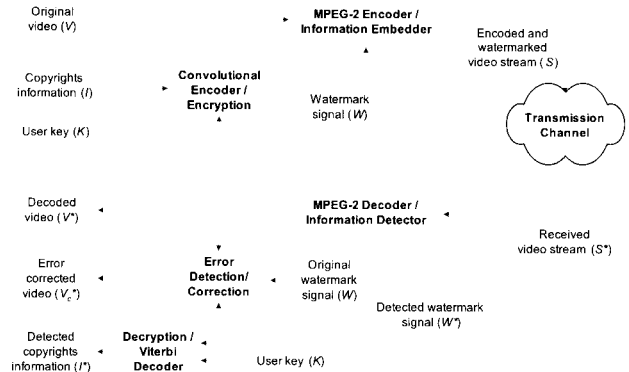 Original
video (V)
MPEG-2 Encoder /
Information Embedder
Encoded and
watermarked
video stream (S)
Copyrights
information (I)
Convolutional
Encoder /
Encryption
Watermark
signal (W)
Transmission
Channel
User key (K)
Decoded
video (V*)
MPEG-2 Decoder /
Information Detector
Received
video stream (S*)
Error
corrected
video (Vc*)
Error
Detection/
Correction
Original
watermark
signal (W)
Detected watermark
signal (W*)
Detected
copyrights
information (I*)
Decryption /
Viterbi
Decoder
User key (K)